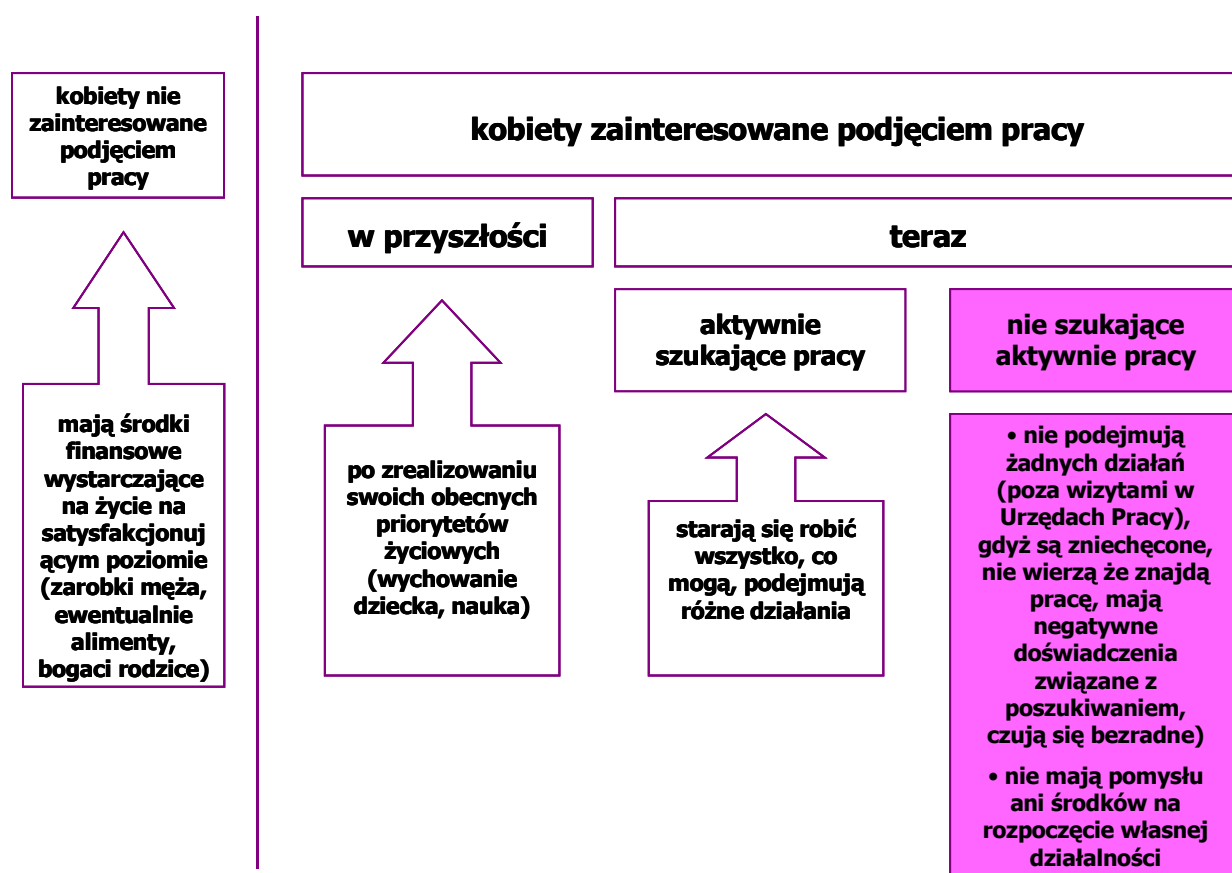 kobiety nie
zainteresowane
podjęciem
pracy
mają środki
finansowe
wystarczające
na życie na
satysfakcjonuj
ącym poziomie
(zarobki męża,
ewentualnie
alimenty,
bogaci rodzice)
kobiety zainteresowane podjęciem pracy
w przyszłości
po zrealizowaniu
swoich obecnych
priorytetów
życiowych
(wychowanie
dziecka, nauka)
teraz
aktywnie
szukające pracy
starają się robić
wszystko, co
mogą, podejmują
różne działania
nie szukające
aktywnie pracy
• nie podejmują
żadnych działań
(poza wizytami w
Urzędach Pracy),
gdyż są zniechęcone,
nie wierzą że znajdą
pracę, mają
negatywne
doświadczenia
związane z
poszukiwaniem,
czują się bezradne)
• nie mają pomysłu
ani środków na
rozpoczęcie własnej
działalności